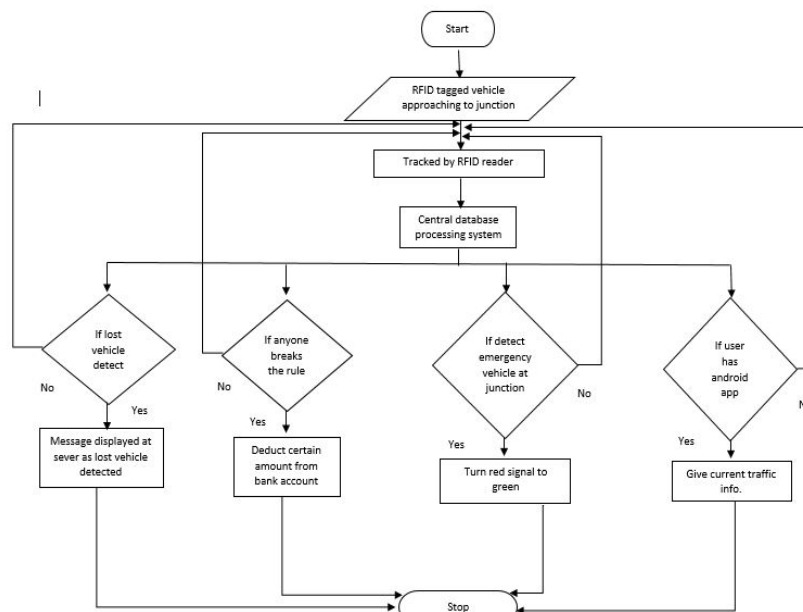 Start
RFID tagged vehicle
approaching to junction
Tracked by RFID reader
Central database
processing system
If lost
vehicle
detect
No
Yes
Message displayed at
sever as lost vehicle
detected
If anyone
breaks
the rule
No
Yes
Deduct certain
amount from
bank account
If detect
emergency
vehicle at
junction
No
Yes
Turn red signal to
green
If user
has
android
app
Yes
Give current traffic
info.
Stop